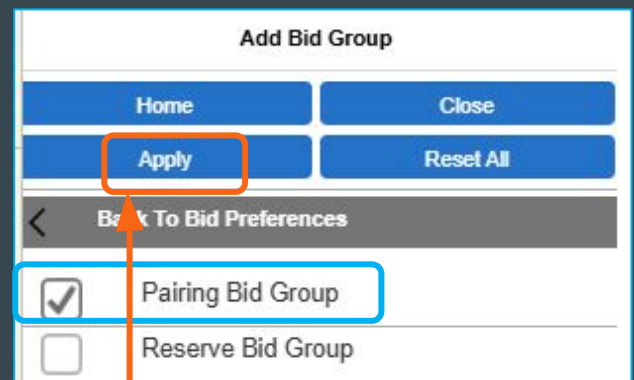 Add Bid Group
Home Close
Apply Reset All
Back To Bid Preferences
Pairing Bid Group
Reserve Bid Group